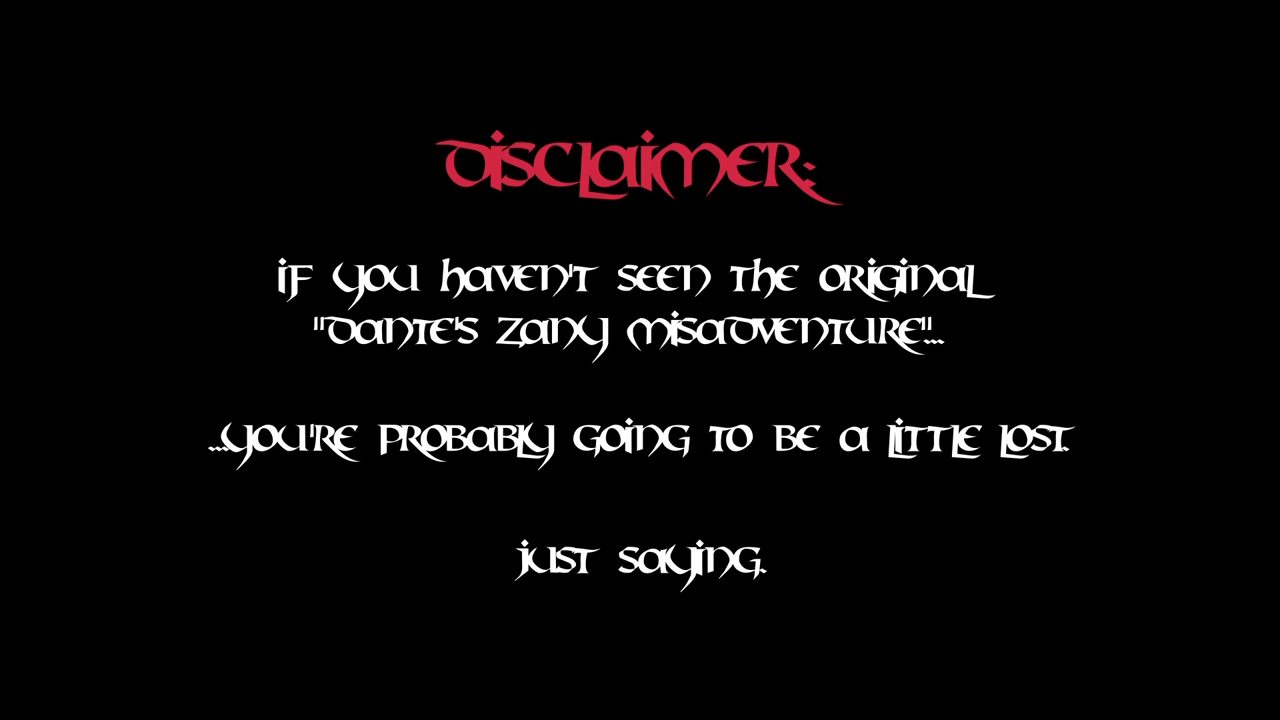 Disclaimer:
if you haven't seen the original
"Dante's Zany Misadventure"...
...you're probably going to be a little lost.
just saying.